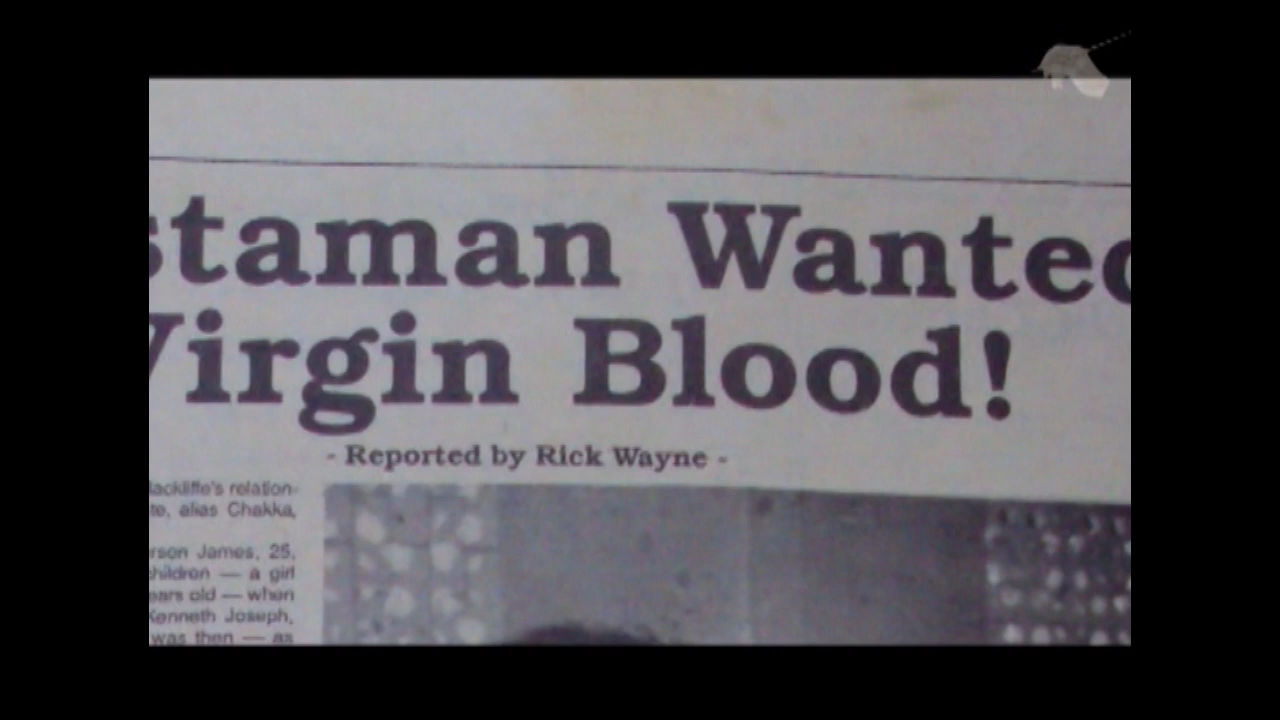 staman Wanted
Virgin Blood!
- Reported by Rick Wayne -
lackliffe's relation-
te, alias Chakka,
rson James, 25,
children — a girl
ears old — when
Kenneth Joseph,
was then — as